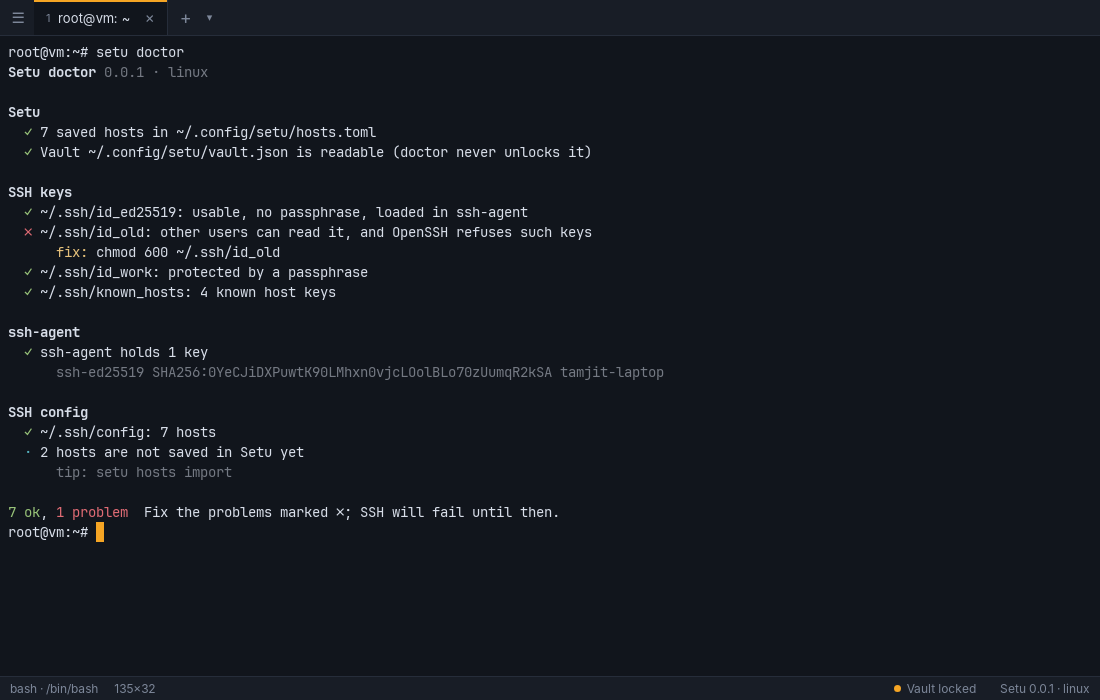 ☰ 1 root@vm: ~ × + ▾
root@vm:~# setu doctor
Setu doctor 0.0.1 · linux
Setu
✓ 7 saved hosts in ~/.config/setu/hosts.toml
✓ Vault ~/.config/setu/vault.json is readable (doctor never unlocks it)
SSH keys
✓ ~/.ssh/id_ed25519: usable, no passphrase, loaded in ssh-agent
✕ ~/.ssh/id_old: other users can read it, and OpenSSH refuses such keys
fix: chmod 600 ~/.ssh/id_old
✓ ~/.ssh/id_work: protected by a passphrase
✓ ~/.ssh/known_hosts: 4 known host keys
ssh-agent
✓ ssh-agent holds 1 key
ssh-ed25519 SHA256:0YeCJiDXPuwtK90LMhxn0vjcLOolBLo70zUumqR2kSA tamjit-laptop
SSH config
✓ ~/.ssh/config: 7 hosts
· 2 hosts are not saved in Setu yet
tip: setu hosts import
7 ok, 1 problem  Fix the problems marked ✕; SSH will fail until then.
root@vm:~#
bash · /bin/bash 135×32 Vault locked Setu 0.0.1 · linux